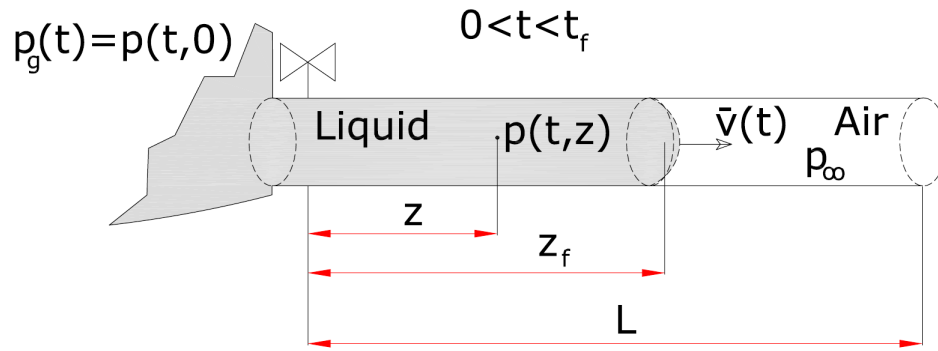 p_g(t)=p(t,0)
0<t<t_f
Liquid
p(t,z)
v̄(t)
Air
p_∞
z
z_f
L